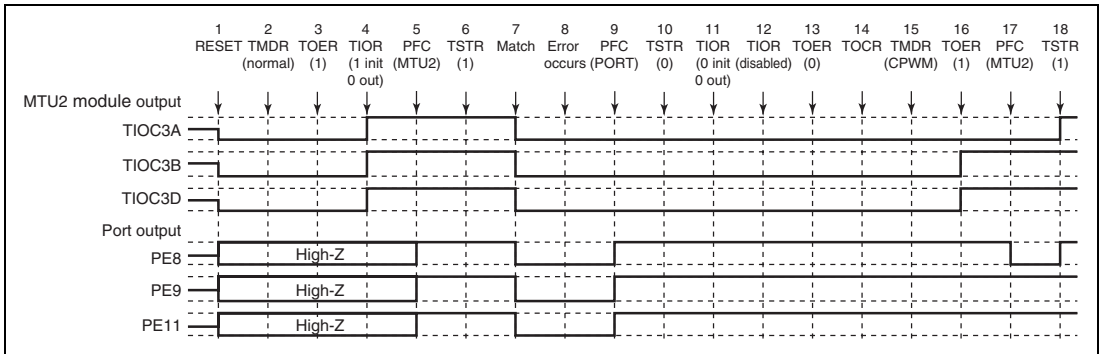 1 2 3 4 5 6 7 8 9 10 11 12 13 14 15 16 17 18
RESET TMDR TOER TIOR PFC TSTR Match Error PFC TSTR TIOR TIOR TOER TOCR TMDR TOER PFC TSTR
(normal) (1) (1 init (MTU2) (1) occurs (PORT) (0) (0 init (disabled) (0) (CPWM) (1) (MTU2) (1)
0 out) 0 out)
MTU2 module output
TIOC3A
TIOC3B
TIOC3D
Port output
PE8 High-Z
PE9 High-Z
PE11 High-Z